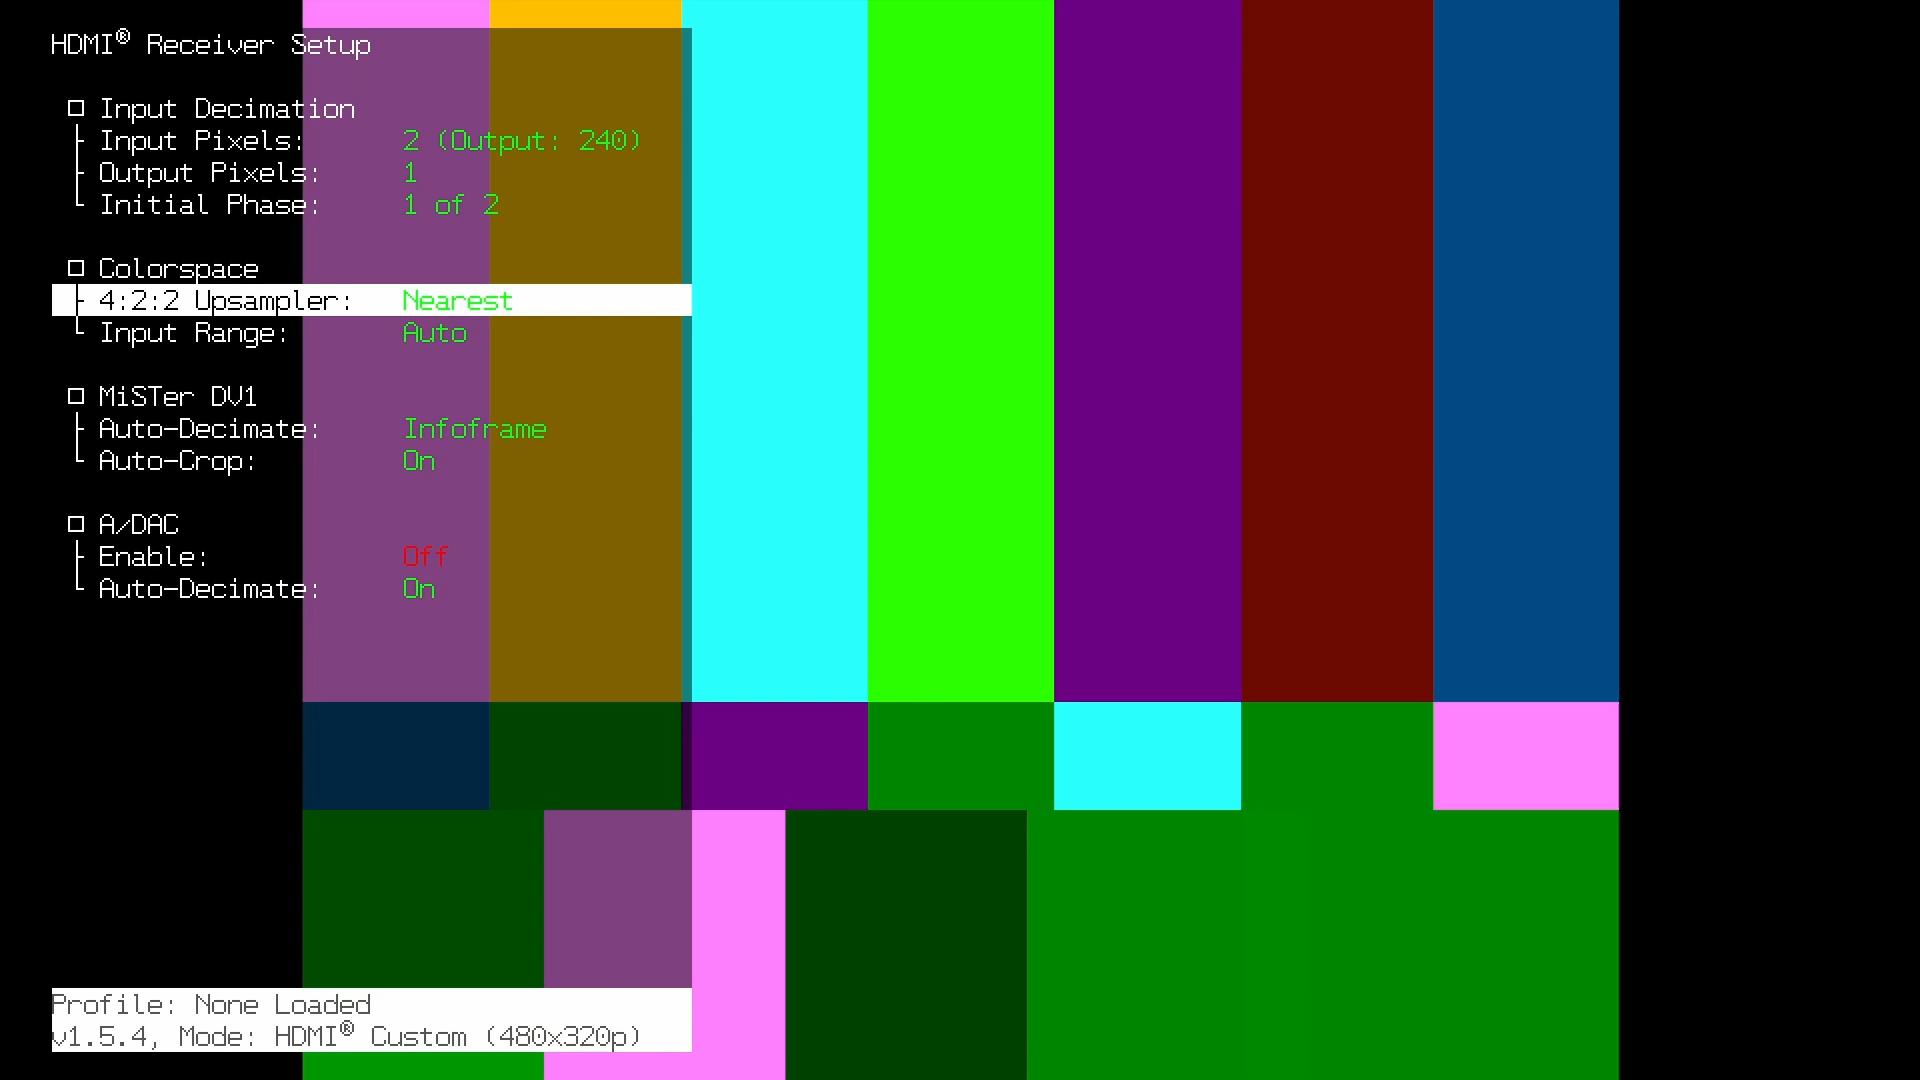 HDMI® Receiver Setup
Input Decimation
Input Pixels: 2 (Output: 240)
Output Pixels: 1
Initial Phase: 1 of 2
Colorspace
4:2:2 Upsampler: Nearest
Input Range: Auto
MiSTer DV1
Auto-Decimate: Infoframe
Auto-Crop: On
A/DAC
Enable: Off
Auto-Decimate: On
Profile: None Loaded
v1.5.4, Mode: HDMI® Custom (480x320p)